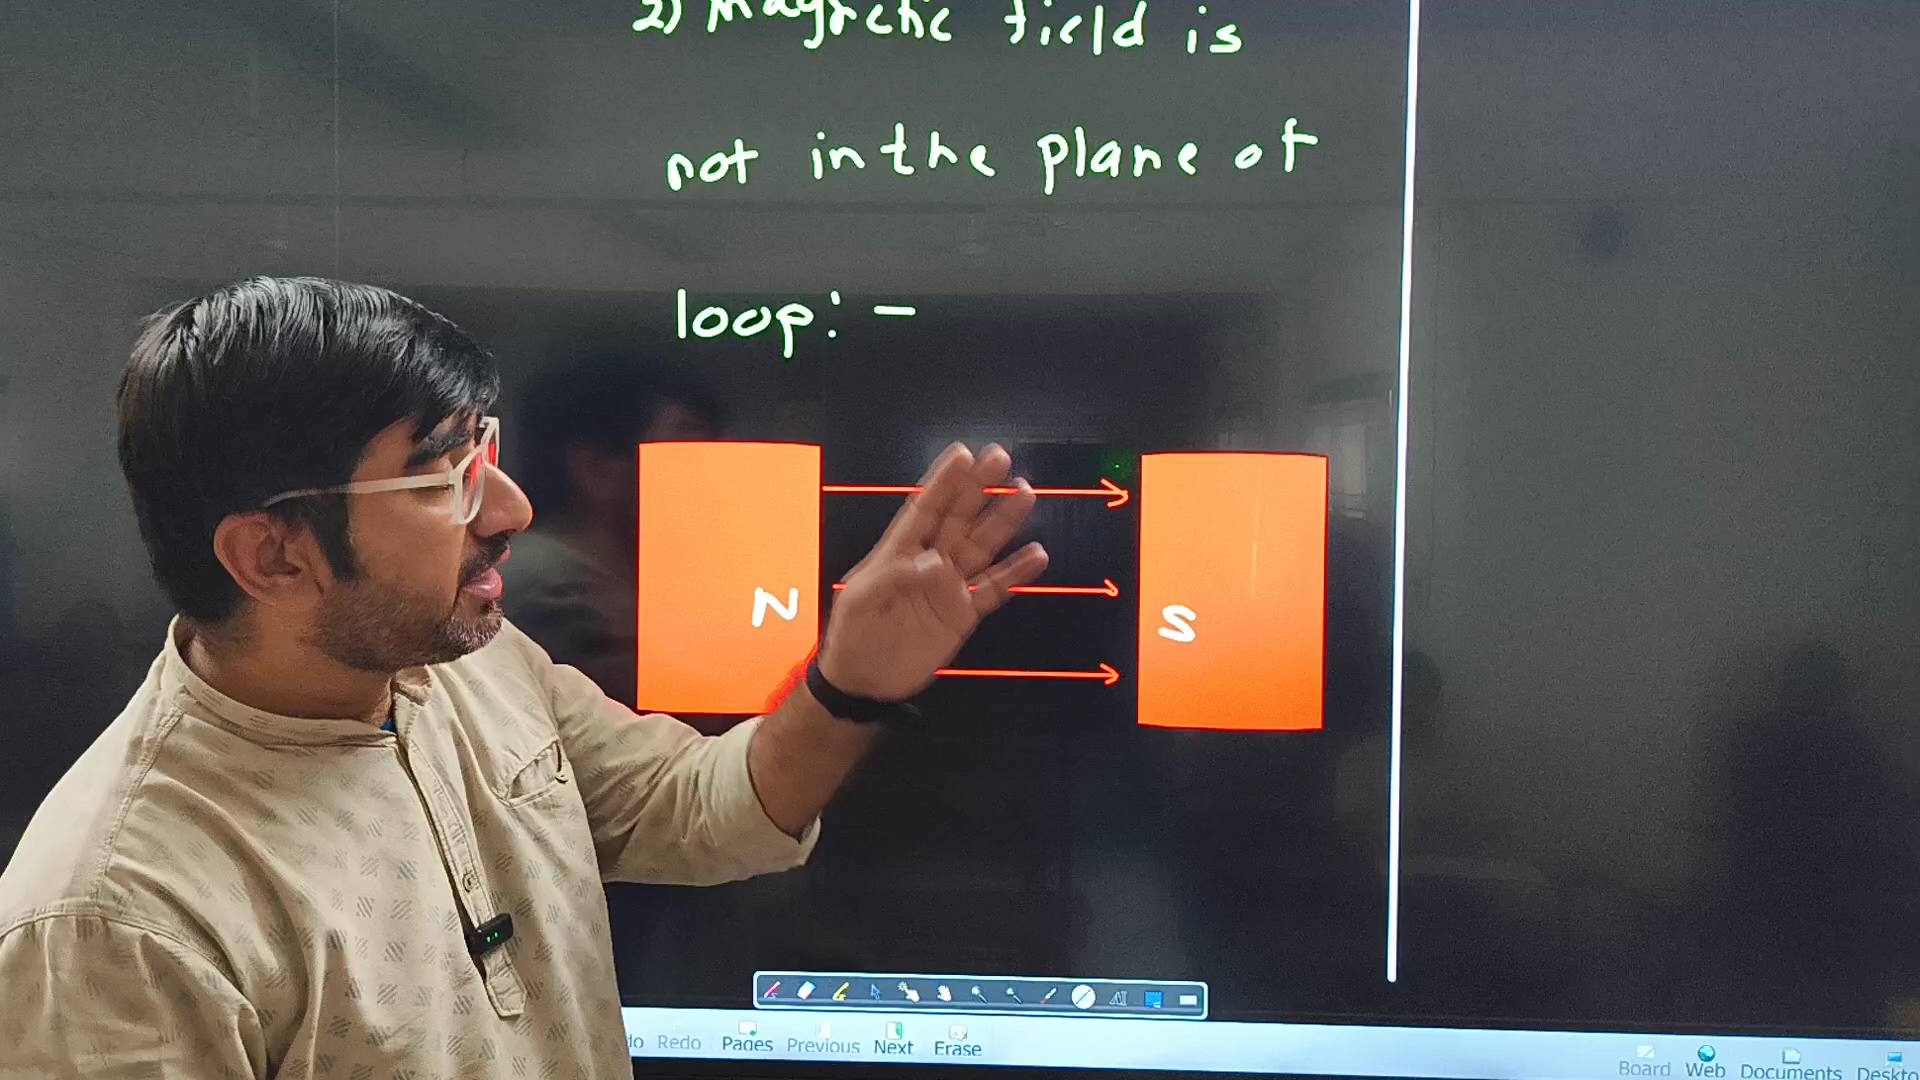 2) Magnetic field is
not in the plane of
loop: -
N
S
Redo Pages Previous Next Erase
Board Web Documents